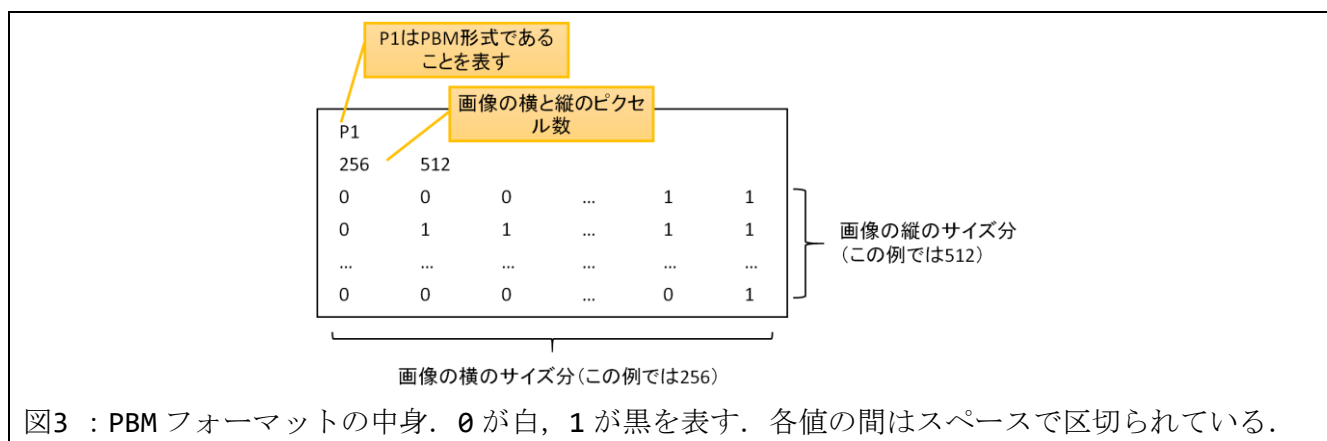 P1はPBM形式である
ことを表す
画像の横と縦のピクセ
ル数
P1
256 512
0 0 0 ... 1 1
0 1 1 ... 1 1
... ... ... ... ... ...
0 0 0 ... 0 1
画像の縦のサイズ分
(この例では512)
画像の横のサイズ分(この例では256)
図3 :PBM フォーマットの中身. 0 が白, 1 が黒を表す. 各値の間はスペースで区切られている.